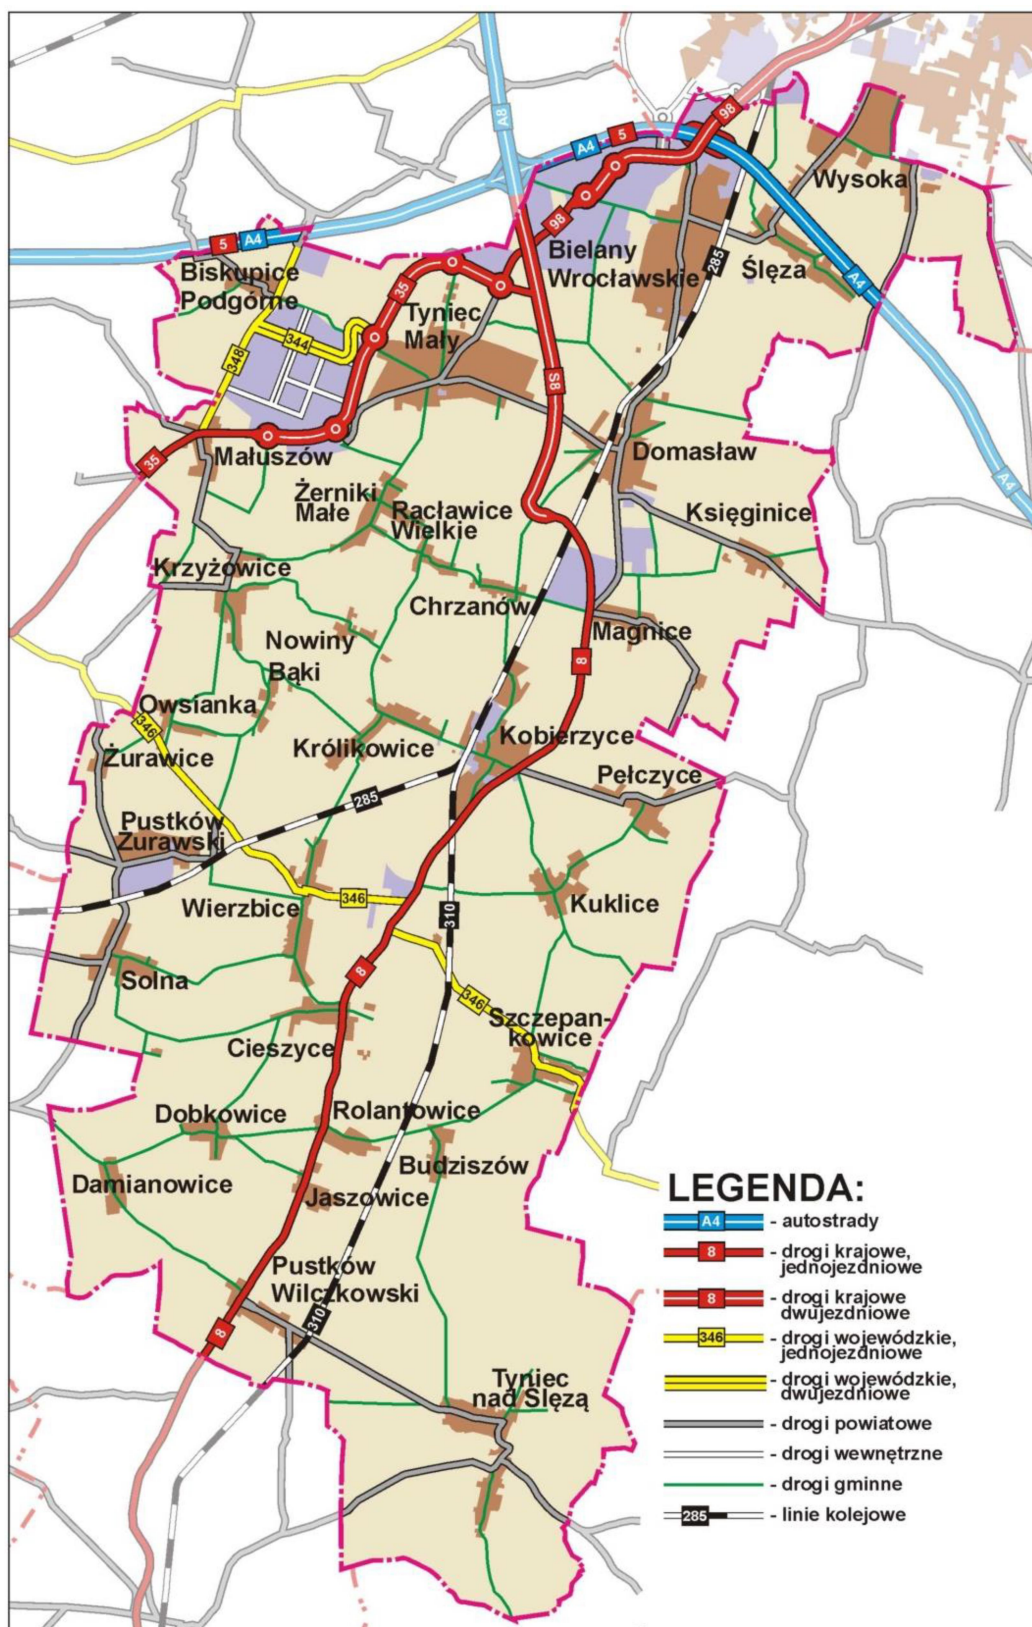 A8
98
5
A4
Wysoka
5
A4
98
Bielany
Wrocławskie
285
Ślęza
A4
Biskupice
Podgórne
35
Tyniec
Mały
344
348
S8
35
Małuszów
Domasław
A4
Żerniki
Małe
Racławice
Wielkie
Księginice
Krzyżowice
Chrzanów
Magnice
Nowiny
8
Bąki
Owsianka
346
Królikowice
Kobierzyce
Żurawice
Pełczyce
285
Pustków
Żurawski
Wierzbice
346
Kuklice
310
Solna
8
346
Szczepan-
kowice
Cieszyce
Dobkowice
Rolantowice
Damianowice
Budziszów
Jaszowice
Pustków
Wilczkowski
310
8
Tyniec
nad Ślęzą
LEGENDA:
A4 - autostrady
8 - drogi krajowe,
jednojezdniowe
8 - drogi krajowe
dwujezdniowe
346 - drogi wojewódzkie,
jednojezdniowe
- drogi wojewódzkie,
dwujezdniowe
- drogi powiatowe
- drogi wewnętrzne
- drogi gminne
285 - linie kolejowe